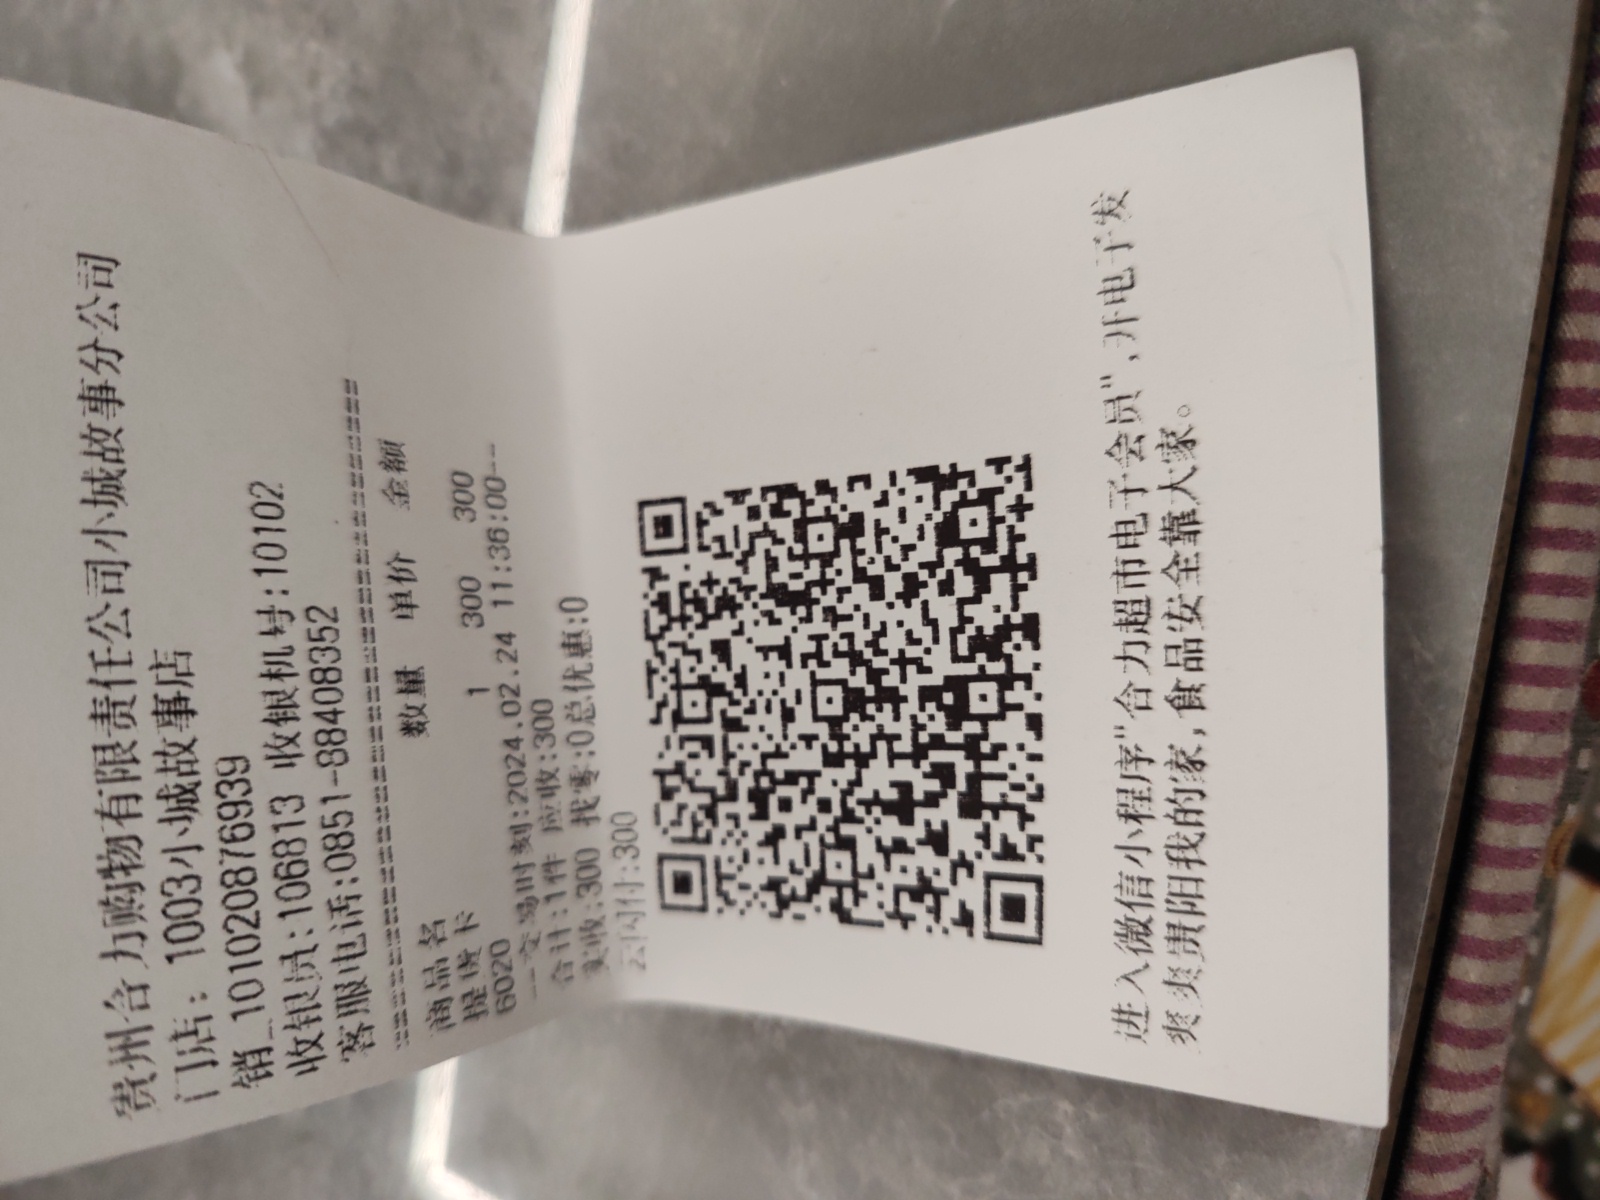 贵州合力购物有限责任公司小城故事分公司
门店: 1003小城故事店
销_1010208876939
收银员:106813 收银机号:10102
客服电话:0851-88408352
商品名 数量 单价 金额
提货卡
6020 1 300 300
--交易时刻:2024.02.24 11:36:00--
合计:1件 应收:300
实收:300 找零:0总优惠:0
云闪付:300
进入微信小程序"合力超市电子会员",开电子发
爽爽贵阳我的家,食品安全靠大家。